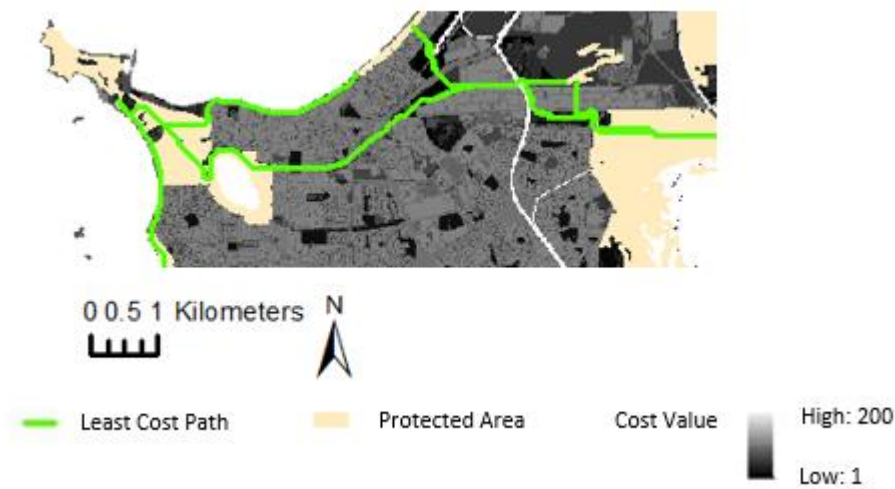 0 0.5 1 Kilometers
N
Least Cost Path
Protected Area
Cost Value
High: 200
Low: 1